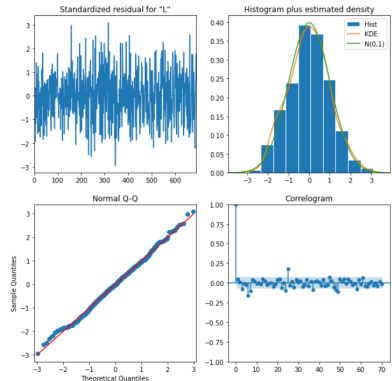 Standardized residual for "L"
3
2
1
0
−1
−2
−3
0 100 200 300 400 500 600
Histogram plus estimated density
Hist
KDE
N(0,1)
0.40
0.35
0.30
0.25
0.20
0.15
0.10
0.05
0.00
−3 −2 −1 0 1 2 3
Normal Q-Q
Sample Quantiles
3
2
1
0
−1
−2
−3
−3 −2 −1 0 1 2 3
Theoretical Quantiles
Correlogram
1.00
0.75
0.50
0.25
0.00
−0.25
−0.50
−0.75
−1.00
0 10 20 30 40 50 60 70